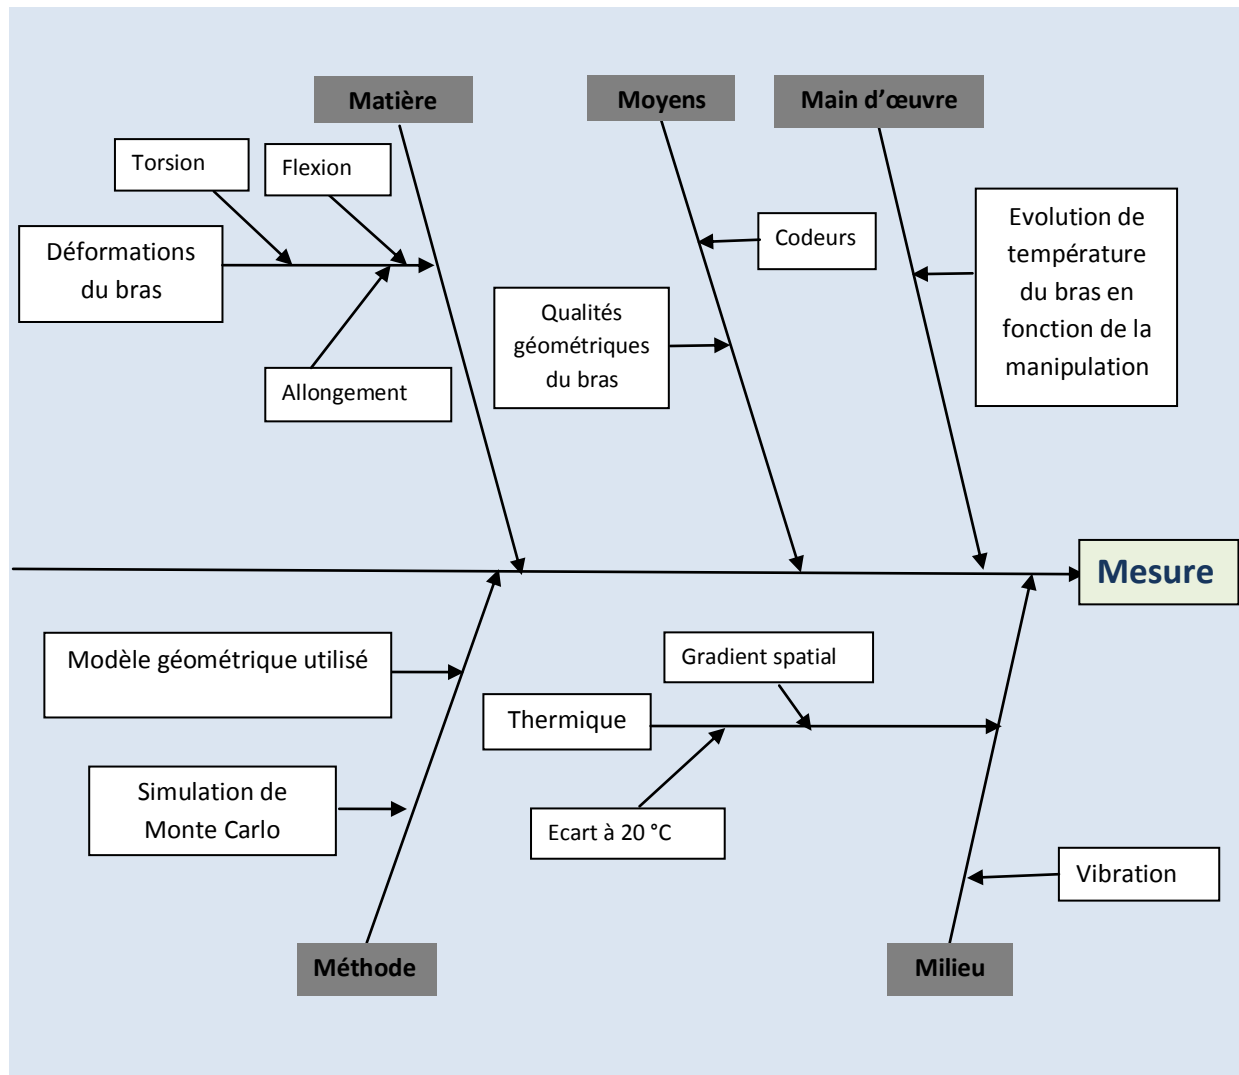 Matière
Moyens
Main d'œuvre
Torsion
Flexion
Déformations
du bras
Allongement
Codeurs
Qualités
géométriques
du bras
Evolution de
température
du bras en
fonction de la
manipulation
Mesure
Modèle géométrique utilisé
Simulation de
Monte Carlo
Gradient spatial
Thermique
Ecart à 20 °C
Vibration
Méthode
Milieu